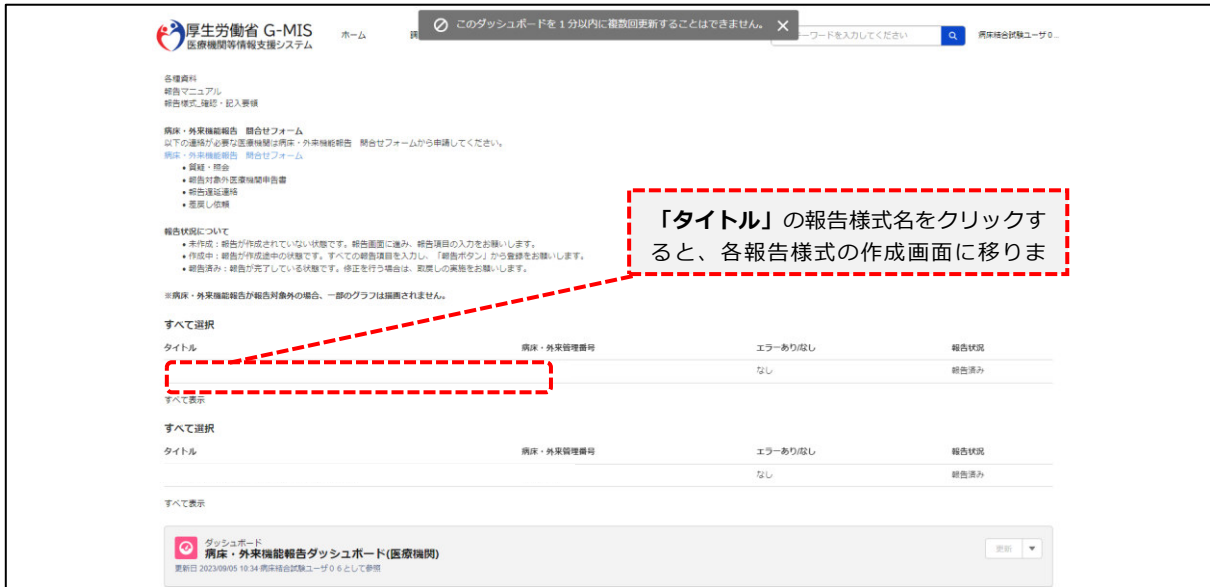 厚生労働省 G-MIS
医療機関等情報支援システム
ホーム
このダッシュボードを1分以内に複数回更新することはできません。
ーワードを入力してください
病床結合試験ユーザ0...
各種資料
報告マニュアル
報告様式_確認・記入要領
病床・外来機能報告 問合せフォーム
以下の連絡が必要な医療機関は病床・外来機能報告 問合せフォームから申請してください。
病床・外来機能報告 問合せフォーム
• 質疑・照会
• 報告対象外医療機関申告書
• 報告遅延連絡
• 差戻し依頼
「タイトル」の報告様式名をクリックす
ると、各報告様式の作成画面に移りま
報告状況について
• 未作成：報告が作成されていない状態です。報告画面に進み、報告項目の入力をお願いします。
• 作成中：報告が作成途中の状態です。すべての報告項目を入力し、「報告ボタン」から登録をお願いします。
• 報告済み：報告が完了している状態です。修正を行う場合は、取戻しの実施をお願いします。
※病床・外来機能報告が報告対象外の場合、一部のグラフは描画されません。
すべて選択
タイトル 病床・外来管理番号 エラーあり/なし 報告状況
なし 報告済み
すべて表示
すべて選択
タイトル 病床・外来管理番号 エラーあり/なし 報告状況
なし 報告済み
すべて表示
ダッシュボード
病床・外来機能報告ダッシュボード(医療機関)
更新日 2023/09/05 10:34 病床結合試験ユーザ06として参照
更新